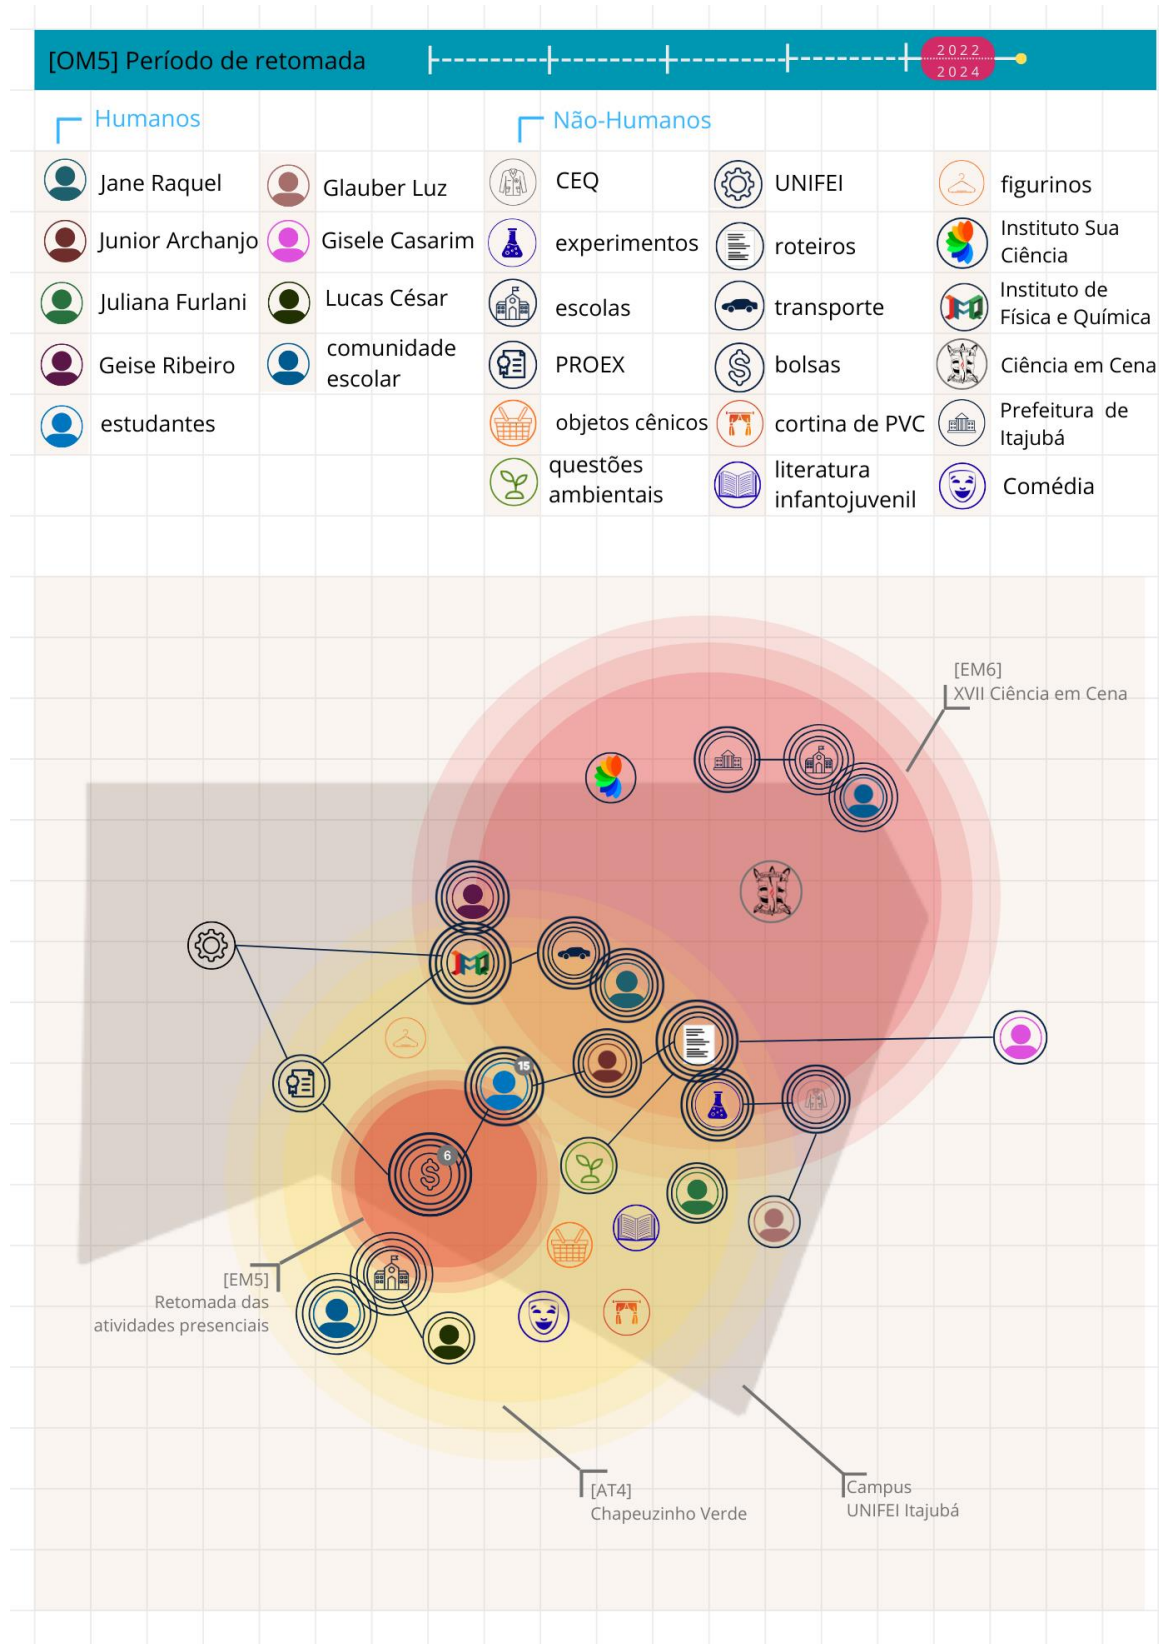 [OM5] Período de retomada
2022
2024
Humanos
Não-Humanos
Jane Raquel
Glauber Luz
CEQ
UNIFEI
figurinos
Junior Archanjo
Gisele Casarim
experimentos
roteiros
Instituto Sua
Ciência
Juliana Furlani
Lucas César
escolas
transporte
Instituto de
Física e Química
Geise Ribeiro
comunidade
escolar
PROEX
bolsas
Ciência em Cena
estudantes
objetos cênicos
cortina de PVC
Prefeitura de
Itajubá
questões
ambientais
literatura
infantojuvenil
Comédia
[EM6]
XVII Ciência em Cena
15
6
[EM5]
Retomada das
atividades presenciais
[AT4]
Chapeuzinho Verde
Campus
UNIFEI Itajubá